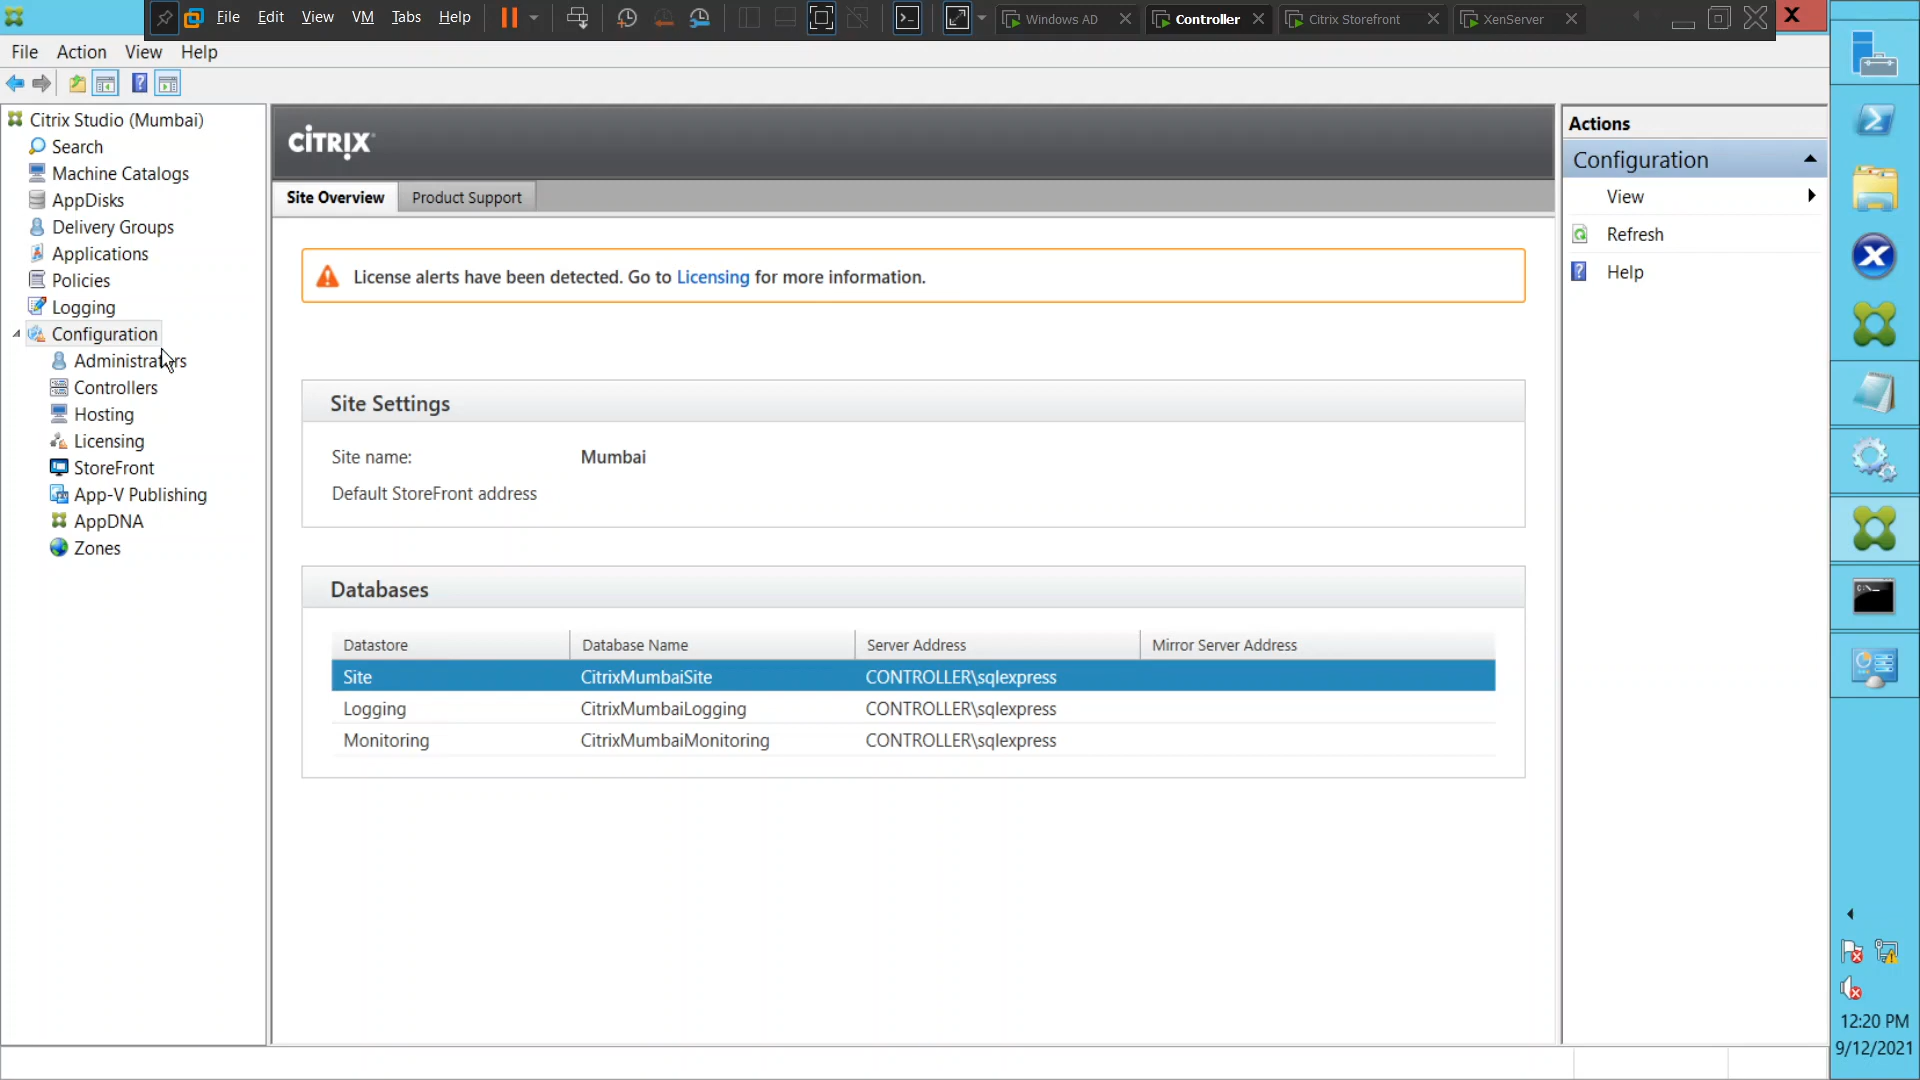 File Edit View VM Tabs Help
Windows AD
Controller
Citrix Storefront
XenServer
X
File Action View Help
Citrix Studio (Mumbai)
Search
Machine Catalogs
AppDisks
Delivery Groups
Applications
Policies
Logging
Configuration
Administrators
Controllers
Hosting
Licensing
StoreFront
App-V Publishing
AppDNA
Zones
CITRIX
Site Overview Product Support
License alerts have been detected. Go to Licensing for more information.
Site Settings
Site name: Mumbai
Default StoreFront address
Databases
Datastore Database Name Server Address Mirror Server Address
Site CitrixMumbaiSite CONTROLLER\sqlexpress
Logging CitrixMumbaiLogging CONTROLLER\sqlexpress
Monitoring CitrixMumbaiMonitoring CONTROLLER\sqlexpress
Actions
Configuration
View
Refresh
Help
12:20 PM
9/12/2021